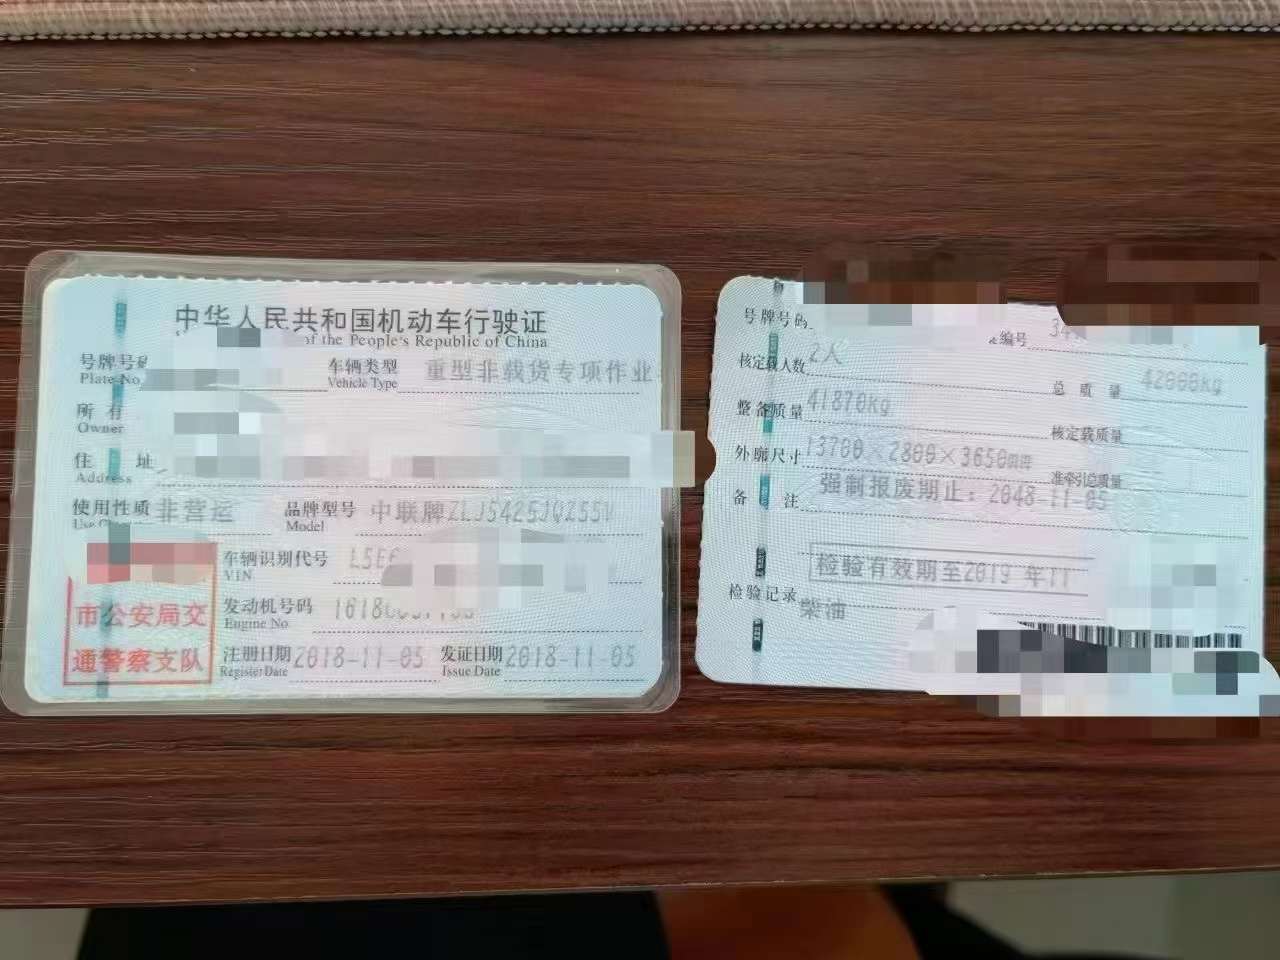 中华人民共和国机动车行驶证
of the People's Republic of China
号牌号码
Plate No.
车辆类型
Vehicle Type
重型非载货专项作业
所有
Owner
住址
Address
使用性质
非营运
品牌型号
Model
中联牌ZLJ5425JQZ55V
车辆识别代号
VIN
L5E6
发动机号码
Engine No.
1618
注册日期
Register Date
2018-11-05
发证日期
Issue Date
2018-11-05
市公安局交
通警察支队
号牌号码
编号
34
核定载人数
2人
总质量
42000kg
整备质量
41870kg
核定载质量
外廓尺寸
13700×2800×3650mm
准牵引总质量
备注
强制报废期止：2048-11-05
检验有效期至2019年11
检验记录
柴油